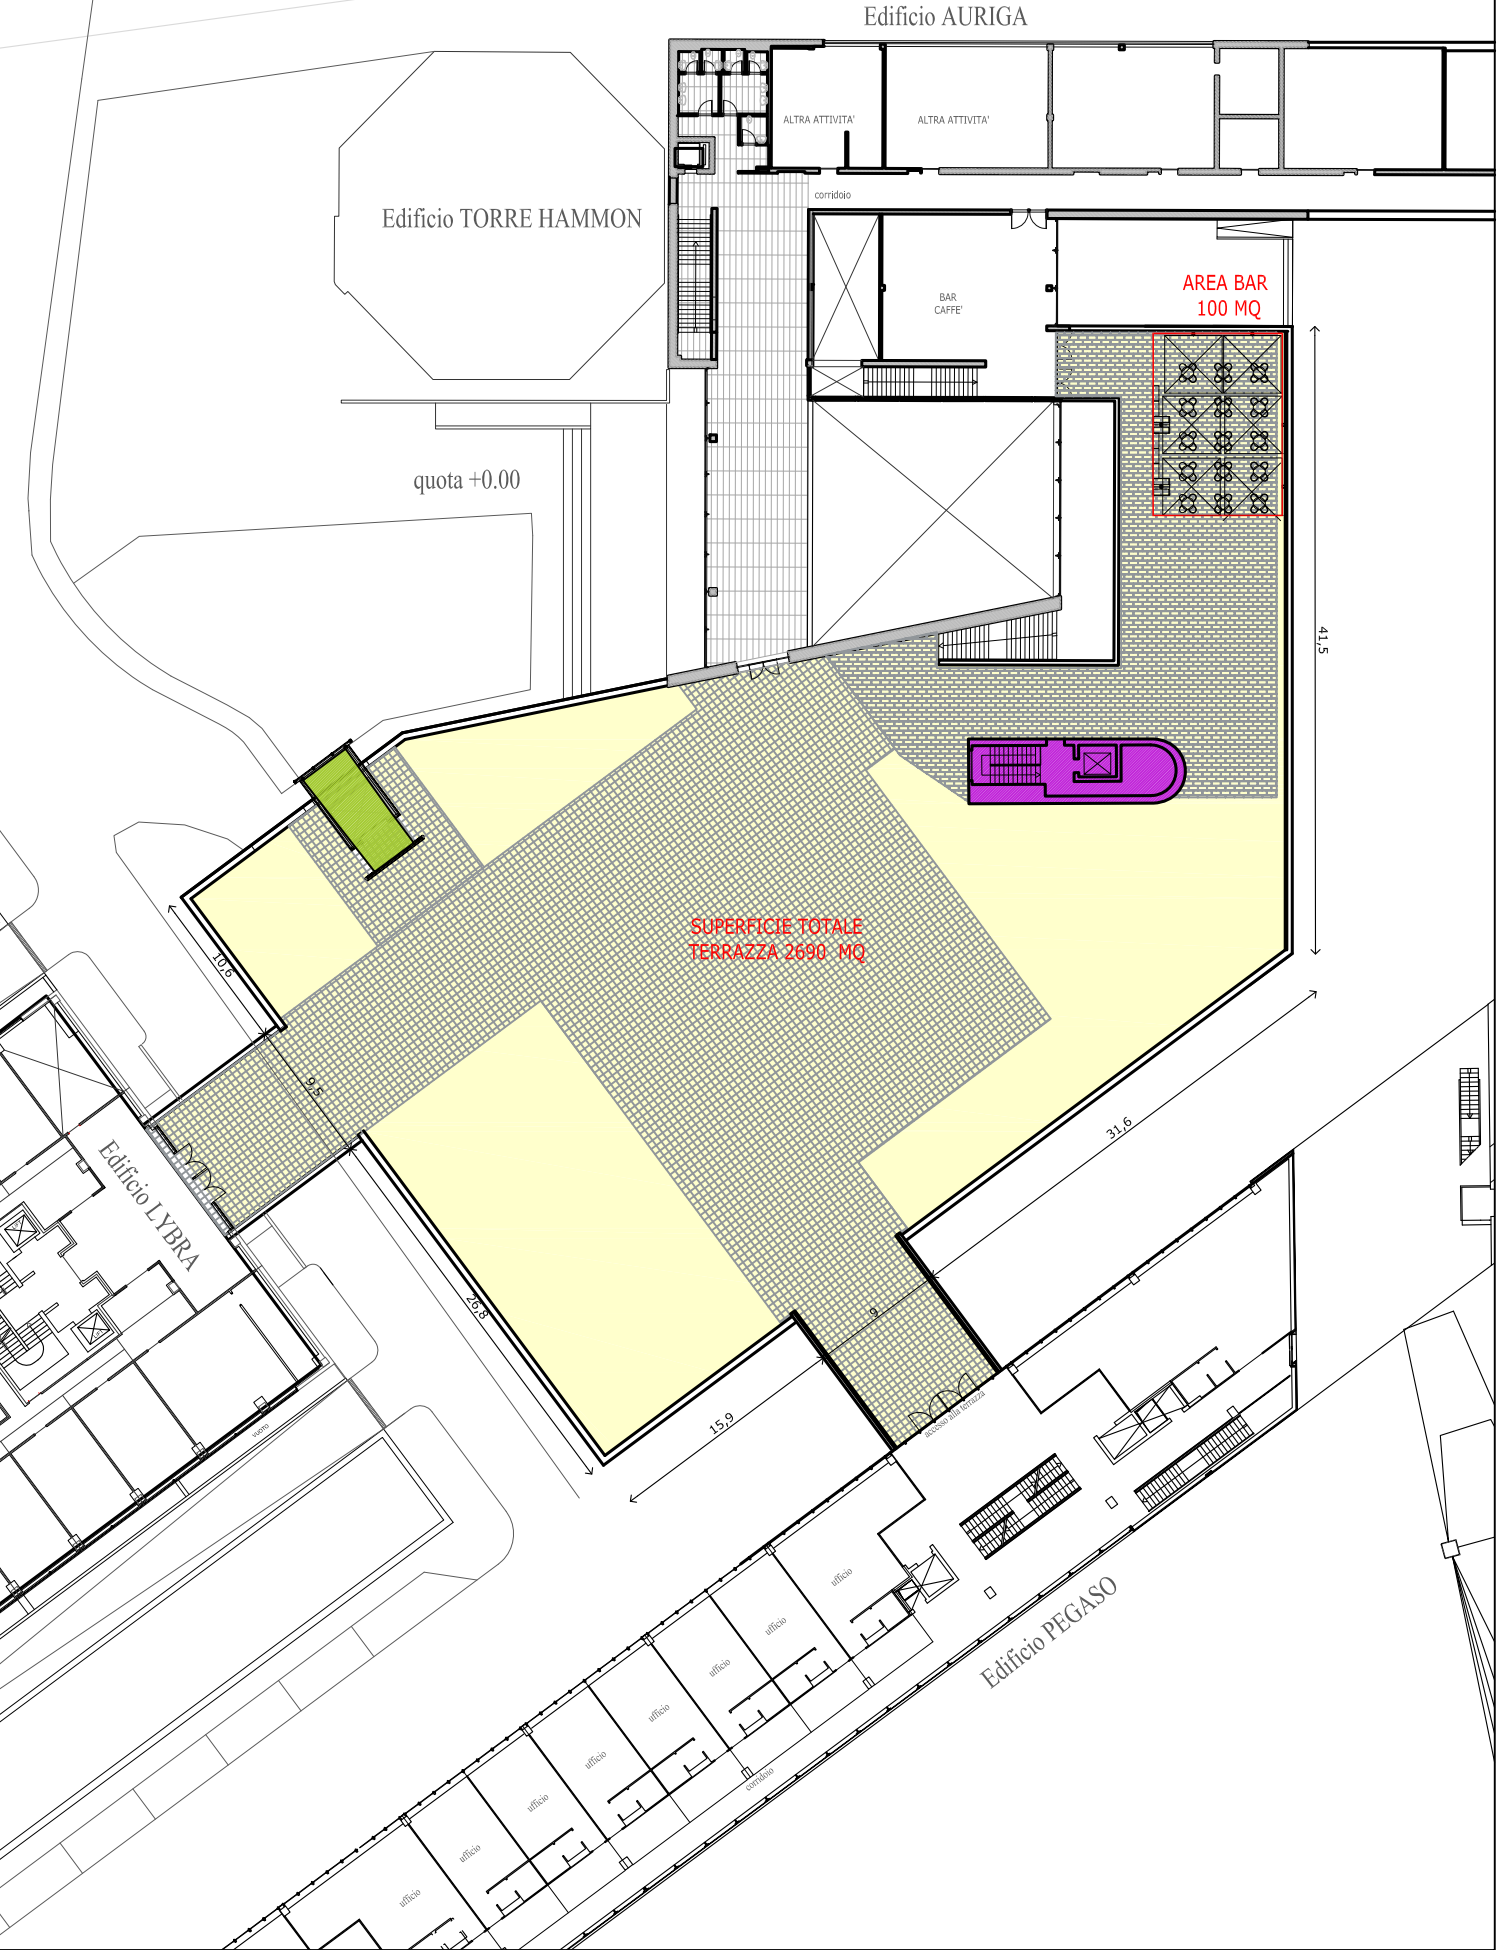 Edificio AURIGA
ALTRA ATTIVITA'
ALTRA ATTIVITA'
corridoio
Edificio TORRE HAMMON
AREA BAR
100 MQ
BAR
CAFFE'
quota +0.00
41,5
SUPERFICIE TOTALE
TERRAZZA 2690 MQ
10,6
9,5
31,6
Edificio LYBRA
26,8
9
15,9
accesso alla terrazza
vuoto
ufficio
ufficio
ufficio
ufficio
ufficio
ufficio
ufficio
ufficio
corridoio
Edificio PEGASO